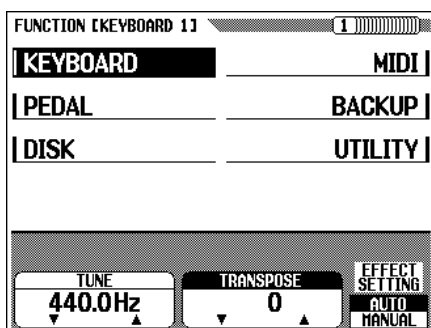 FUNCTION [KEYBOARD 1] 1
KEYBOARD MIDI
PEDAL BACKUP
DISK UTILITY
EFFECT
TUNE TRANSPOSE SETTING
440.0Hz 0 AUTO
MANUAL